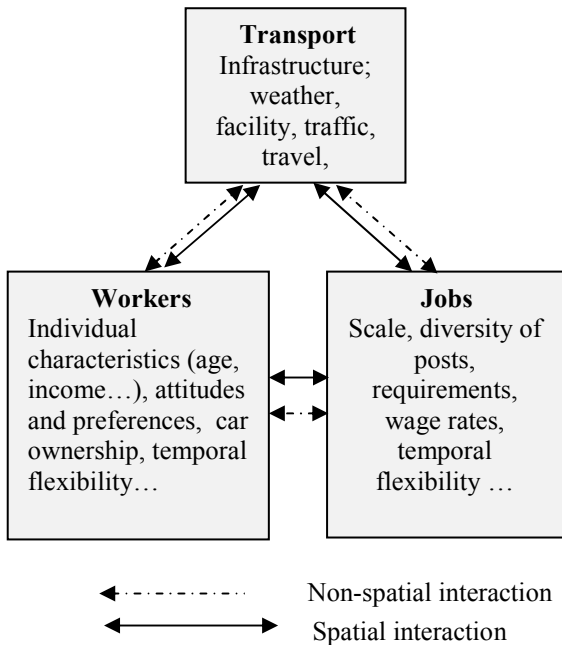 Transport
Infrastructure;
weather,
facility, traffic,
travel,
Workers
Individual
characteristics (age,
income…), attitudes
and preferences, car
ownership, temporal
flexibility…
Jobs
Scale, diversity of
posts,
requirements,
wage rates,
temporal
flexibility …
Non-spatial interaction
Spatial interaction